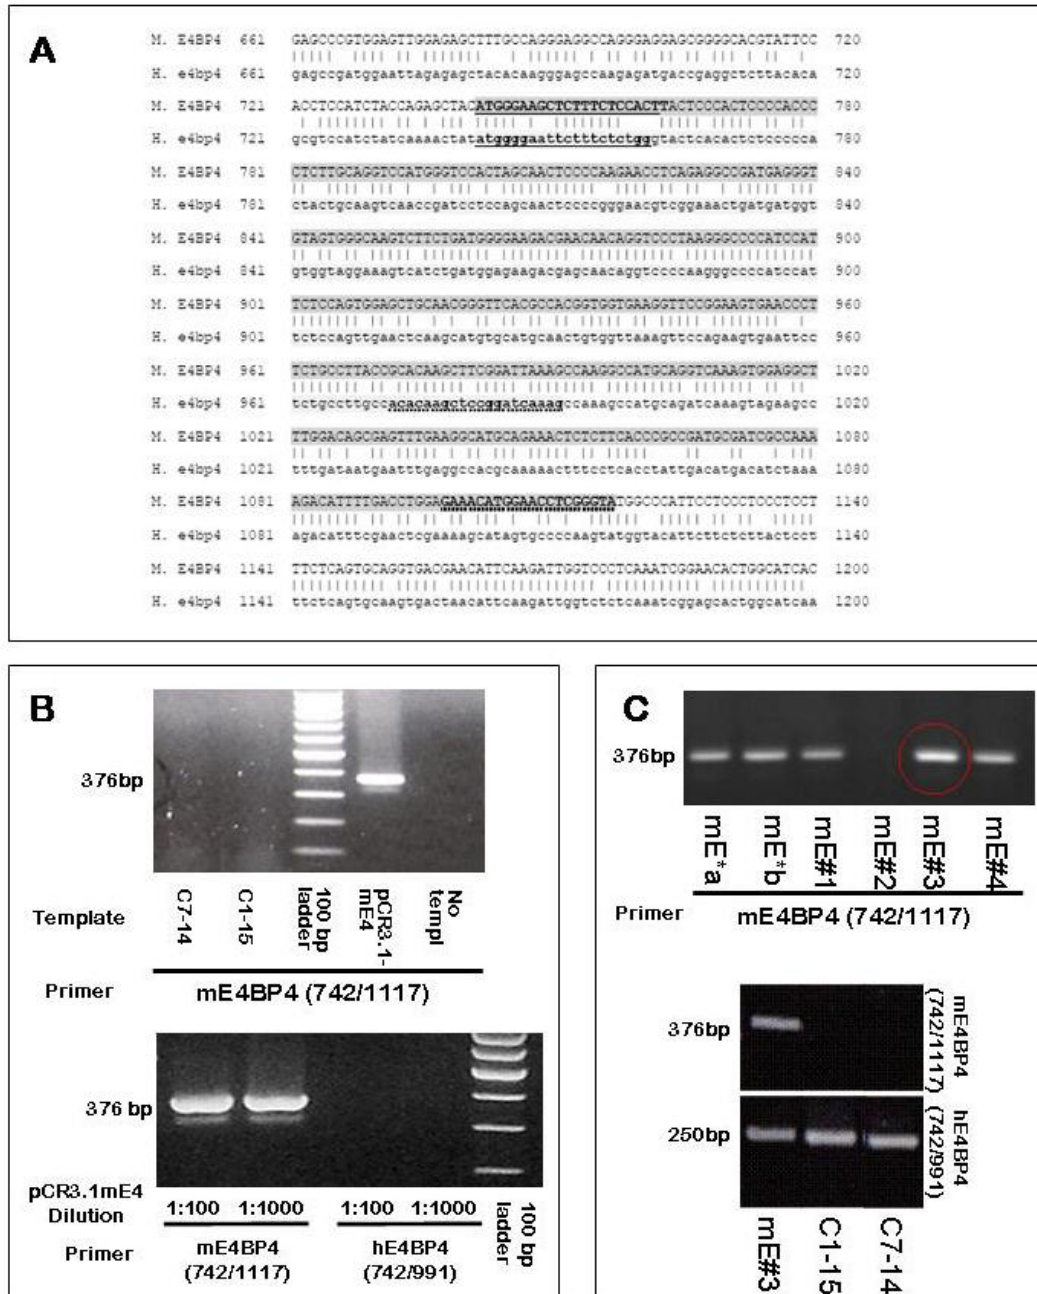 A
M. E4BP4 661 GAGCCCGTGGAGTTGGAGAGCTTTGCCAGGGAGGCCAGGGAGGAGCGGGGCACGTATTCC 720
H. e4bp4 661 gagccgatggaattagagagctacacaagggagccaagagatgaccgaggctcttacaca 720
M. E4BP4 721 ACCTCCATCTACCAGAGCTACATGGGAAGCTCTTTCTCCACTTACTCCCACTCCCCACCC 780
H. e4bp4 721 gcgtccatctatcaaaactatatgggggaattctttctctgggtactcacactctccccca 780
M. E4BP4 781 CTCTTGCAGGTCCATGGGTCCACTAGCAACTCCCCAAGAACCTCAGAGGCCGATGAGGGT 840
H. e4bp4 781 ctactgcaagtcaaccgatcctccagcaactccccgggaacgtcggaaactgatgatggt 840
M. E4BP4 841 GTAGTGGGCAAGTCTTCTGATGGGGAAGACGAACAACAGGTCCCTAAGGGCCCCATCCAT 900
H. e4bp4 841 gtggtaggaaagtcatctgatggagaagacgagcaacaggtccccaagggccccatccat 900
M. E4BP4 901 TCTCCAGTGGAGCTGCAACGGGTTCACGCCACGGTGGTGAAGGTTCCGGAAGTGAACCCT 960
H. e4bp4 901 tctccagttgaactcaagcatgtgcatgcaactgtggttaaagttccagaagtgaattcc 960
M. E4BP4 961 TCTGCCTTACCGCACAAGCTTCGGATTAAAGCCAAGGCCATGCAGGTCAAAGTGGAGGCT 1020
H. e4bp4 961 tctgccttgccacacaagctccggatcaaagccaaagccatgcagatcaaagtagaagcc 1020
M. E4BP4 1021 TTGGACAGCGAGTTTGAAGGCATGCAGAAACTCTCTTCACCCGCCGATGCGATCGCCAAA 1080
H. e4bp4 1021 tttgataatgaatttgaggccacgcaaaaactttcctcacctattgacatgacatctaaa 1080
M. E4BP4 1081 AGACATTTTGACCTGGAGAAACATGGAACCTCGGGTATGGCCCATTCCTCCCTCCCTCCT 1140
H. e4bp4 1081 agacatttcgaactcgaaaagcatagtgccccaagtatggtacattcttctcttactcct 1140
M. E4BP4 1141 TTCTCAGTGCAGGTGACGAACATTCAAGATTGGTCCCTCAAATCGGAACACTGGCATCAC 1200
H. e4bp4 1141 ttctcagtgcaagtgactaacattcaagattggtctctcaaatcggagcactggcatcaa 1200
B
376bp
Template C7-14 C1-15 100 bp ladder pCR3.1-mE4 No templ
Primer mE4BP4 (742/1117)
376 bp
pCR3.1mE4
Dilution 1:100 1:1000 1:100 1:1000 100 bp ladder
Primer mE4BP4 hE4BP4
(742/1117) (742/991)
C
376bp
mE*a mE*b mE#1 mE#2 mE#3 mE#4
Primer mE4BP4 (742/1117)
376bp mE4BP4 (742/1117)
250bp hE4BP4 (742/991)
mE#3 C1-15 C7-14